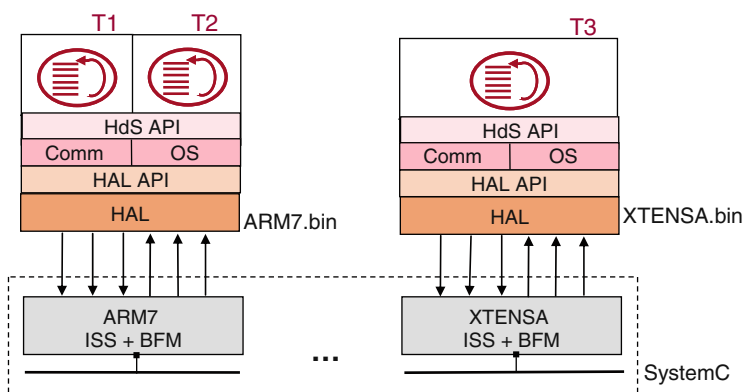 T1 T2 T3
HdS API HdS API
Comm OS Comm OS
HAL API HAL API
HAL ARM7.bin HAL XTENSA.bin
ARM7 XTENSA
ISS + BFM ... ISS + BFM
SystemC